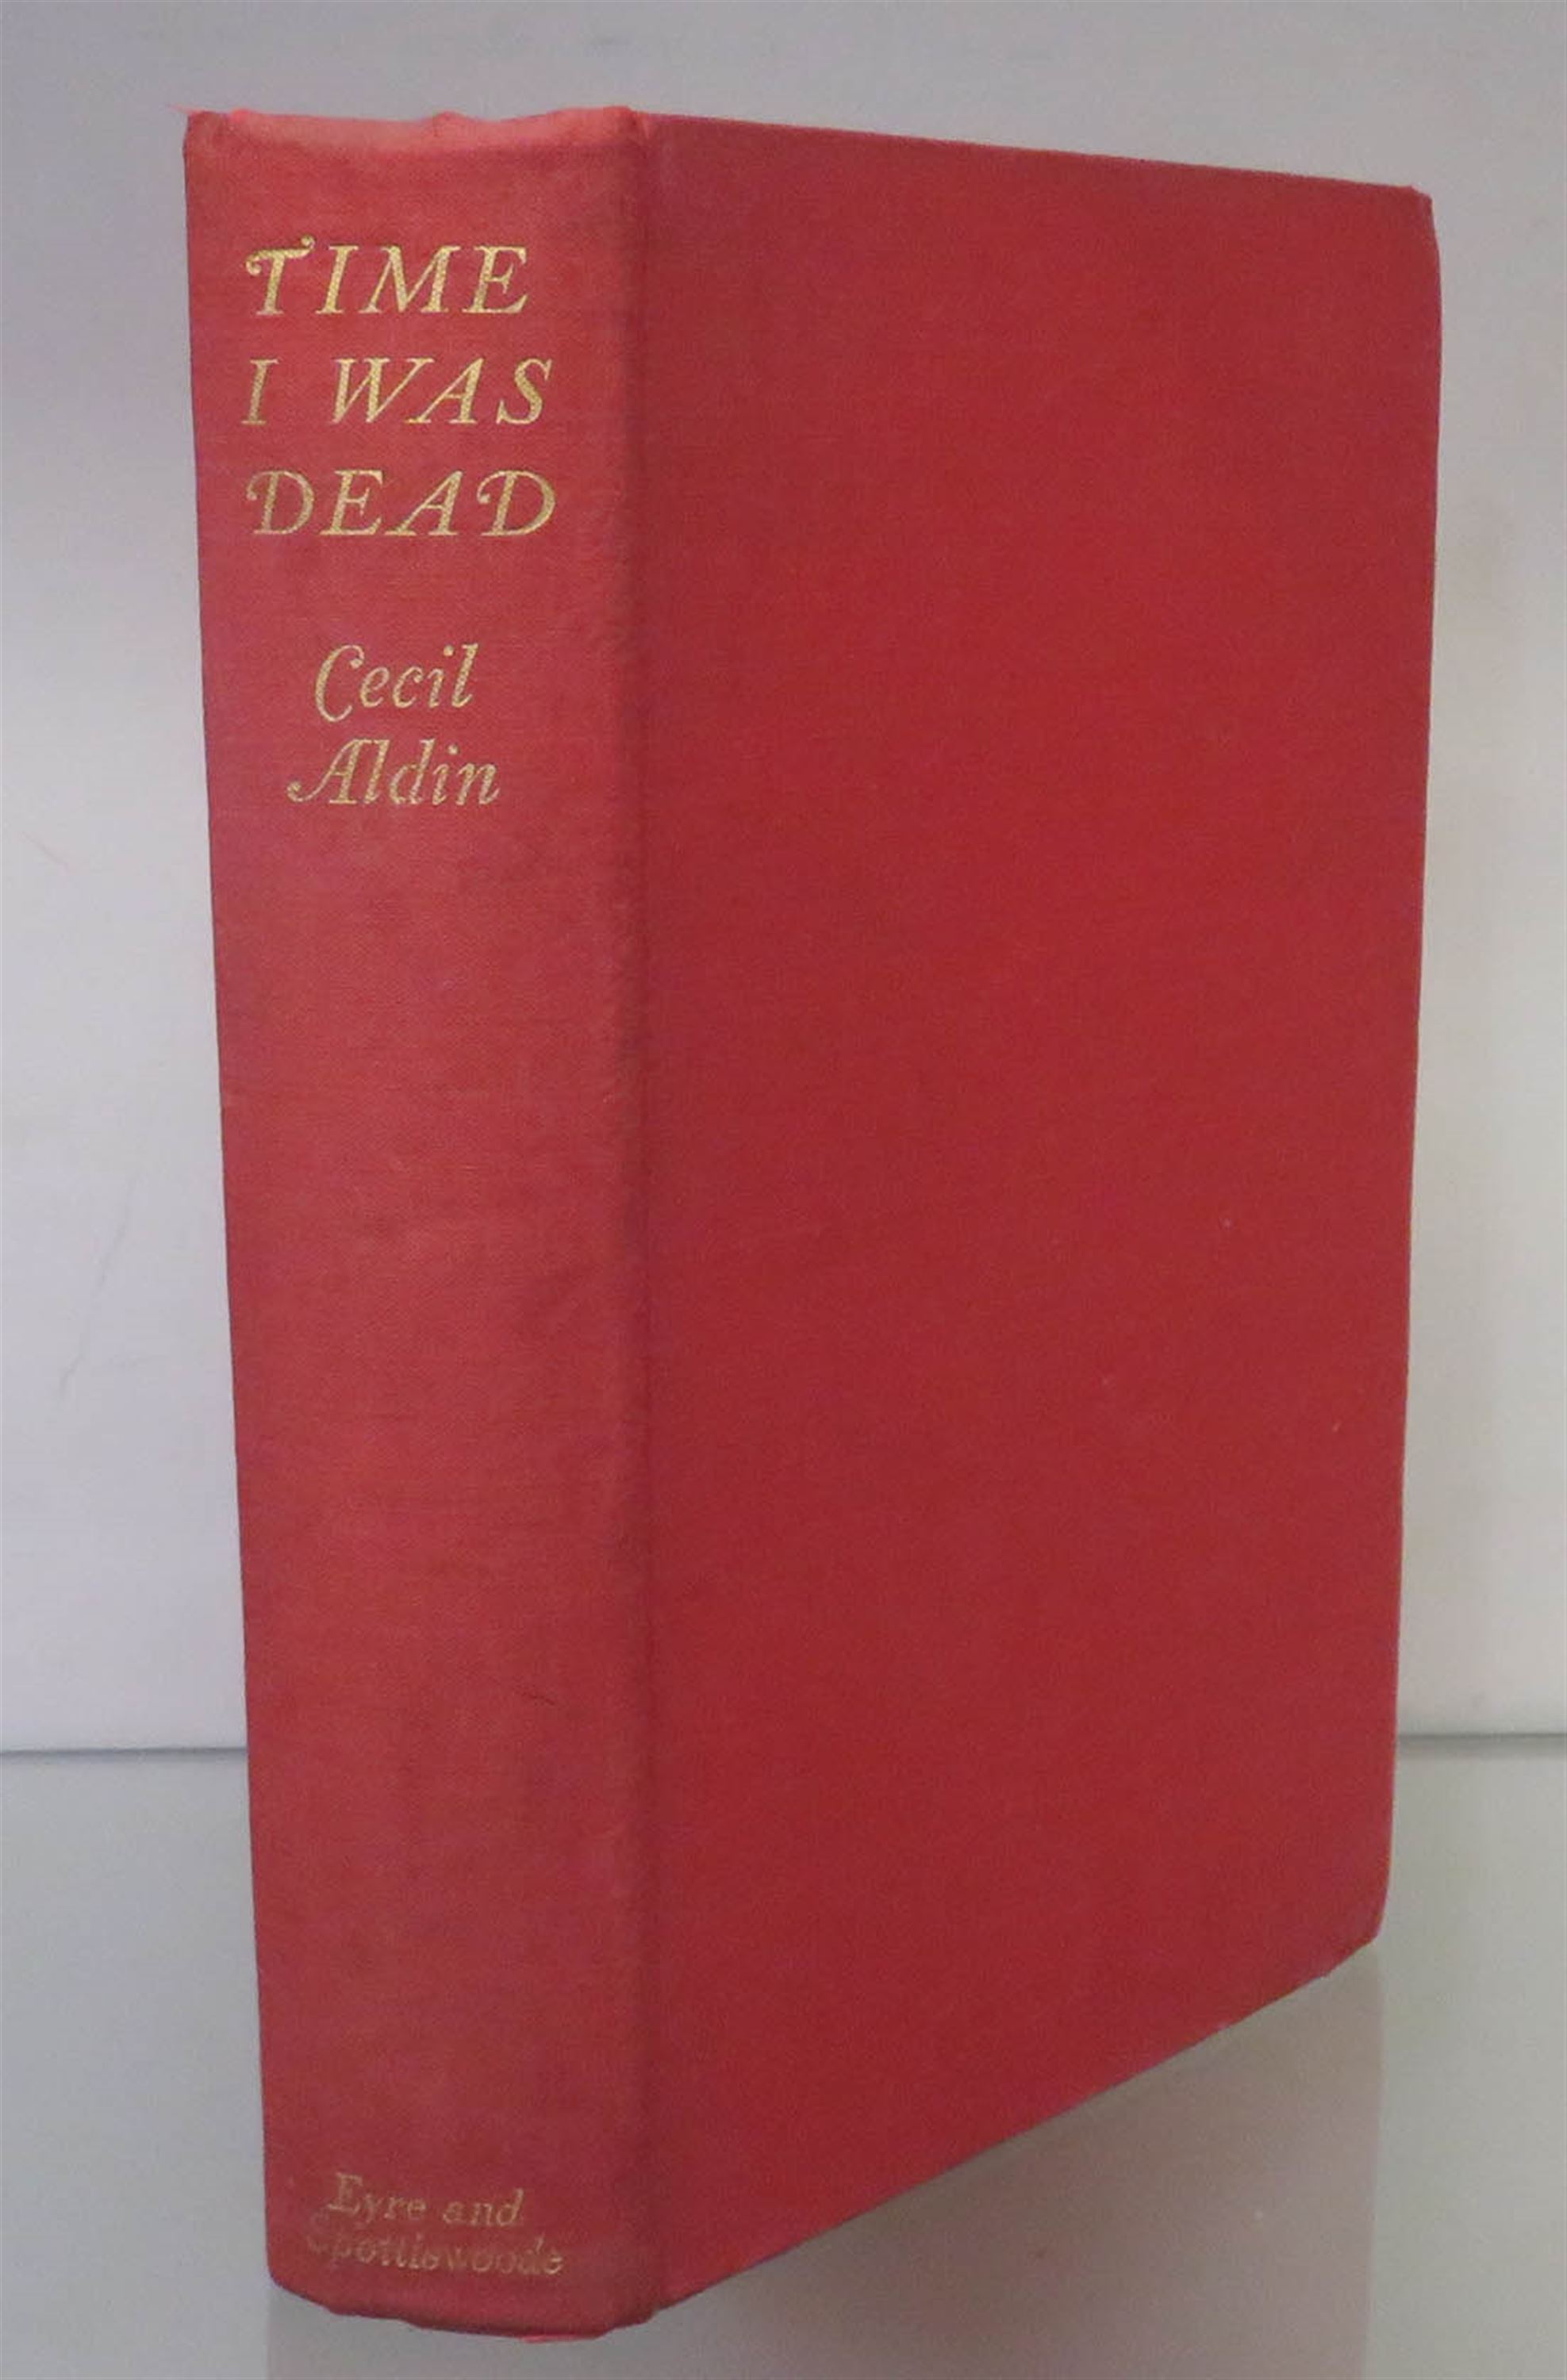 TIME
I WAS
DEAD
Cecil
Aldin
Eyre and
Spottiswoode